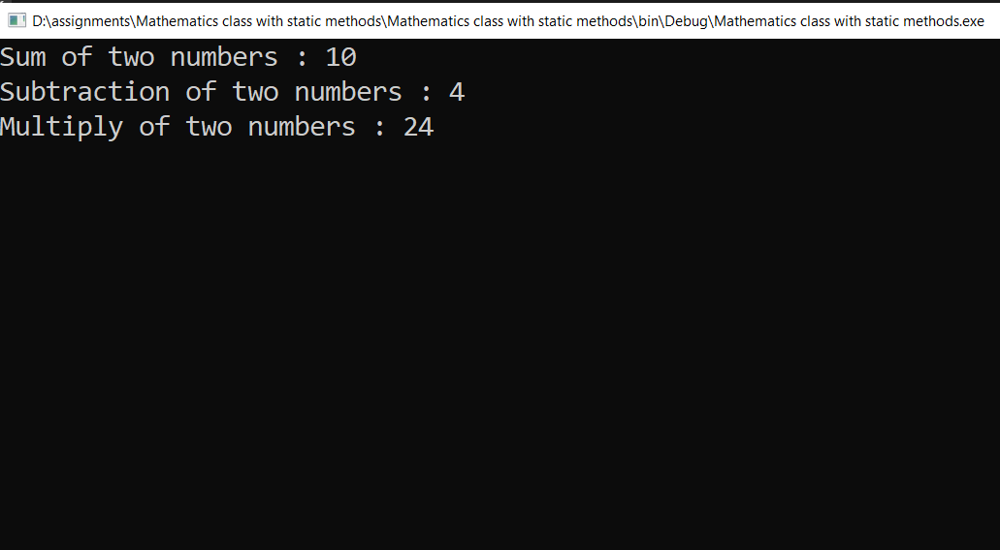 D:\assignments\Mathematics class with static methods\Mathematics class with static methods\bin\Debug\Mathematics class with static methods.exe
Sum of two numbers : 10
Subtraction of two numbers : 4
Multiply of two numbers : 24